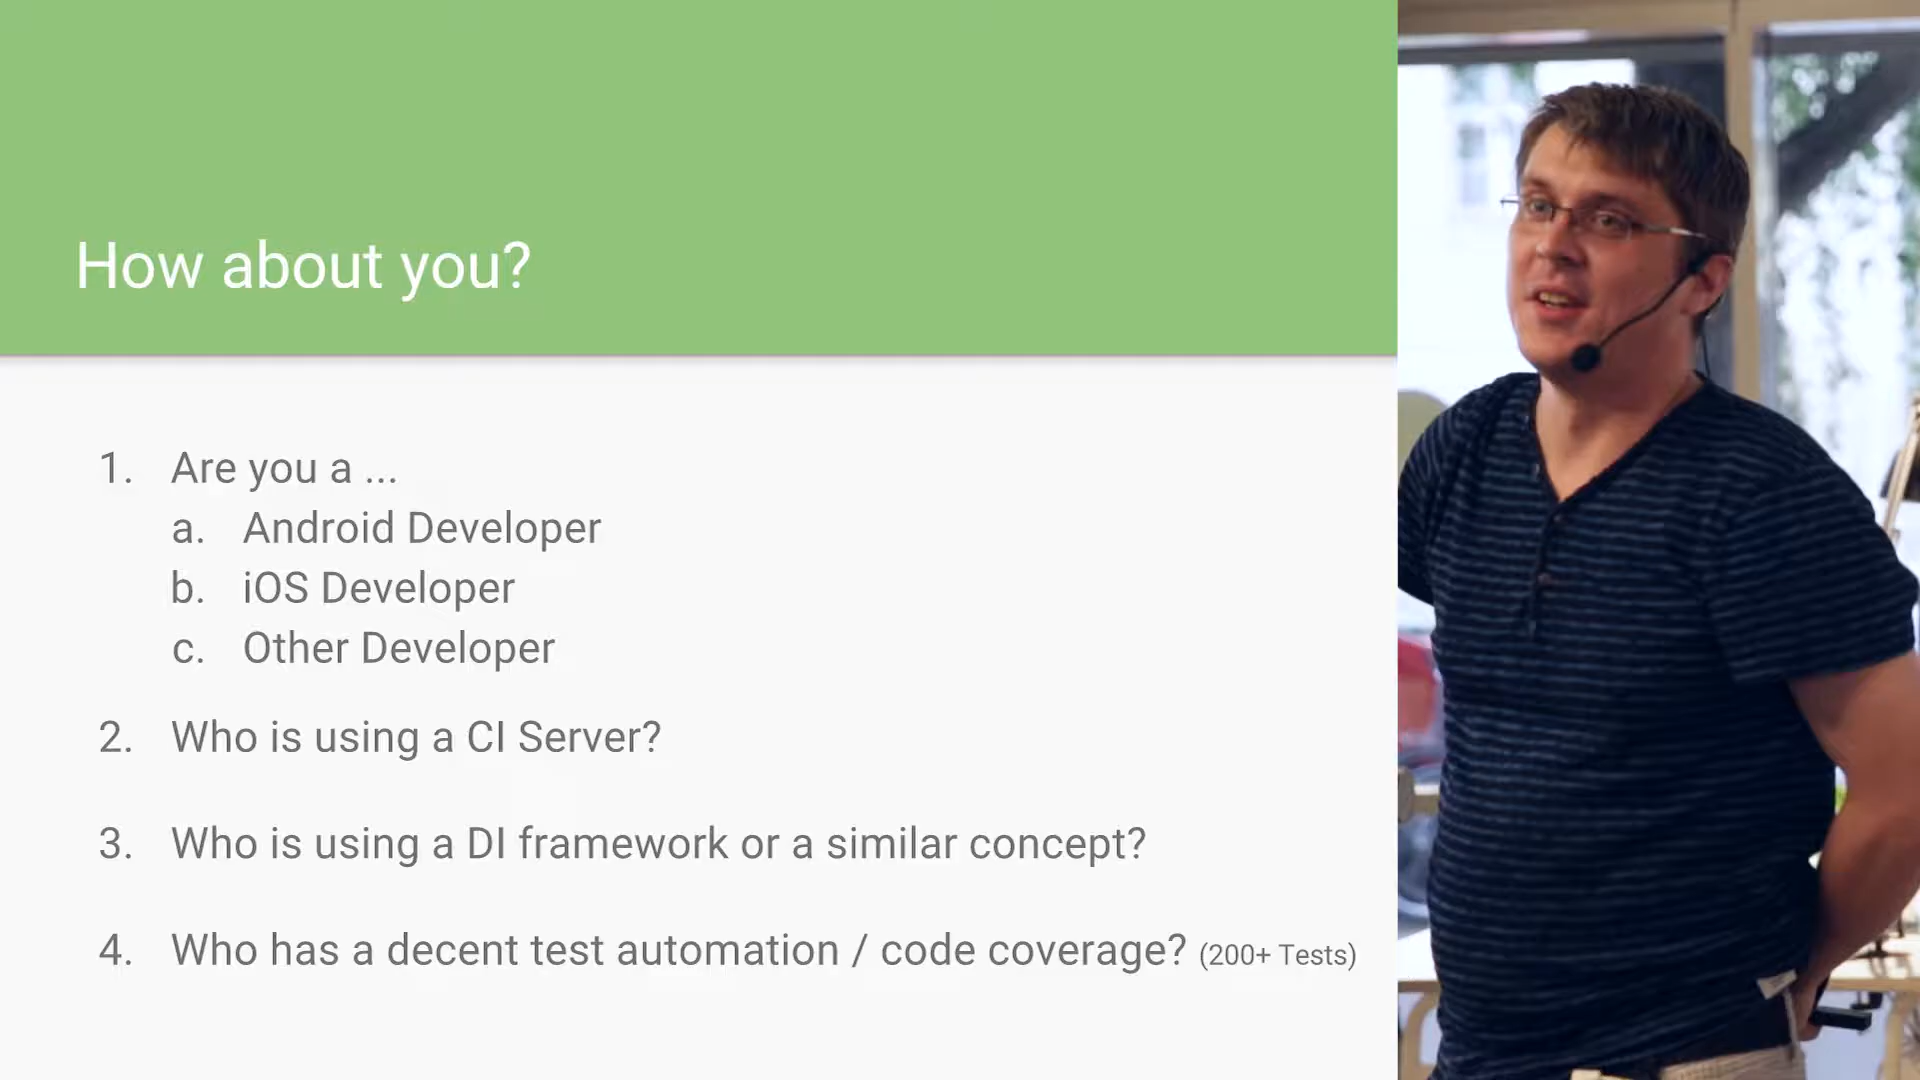 How about you?
1. Are you a ...
a. Android Developer
b. iOS Developer
c. Other Developer
2. Who is using a CI Server?
3. Who is using a DI framework or a similar concept?
4. Who has a decent test automation / code coverage? (200+ Tests)